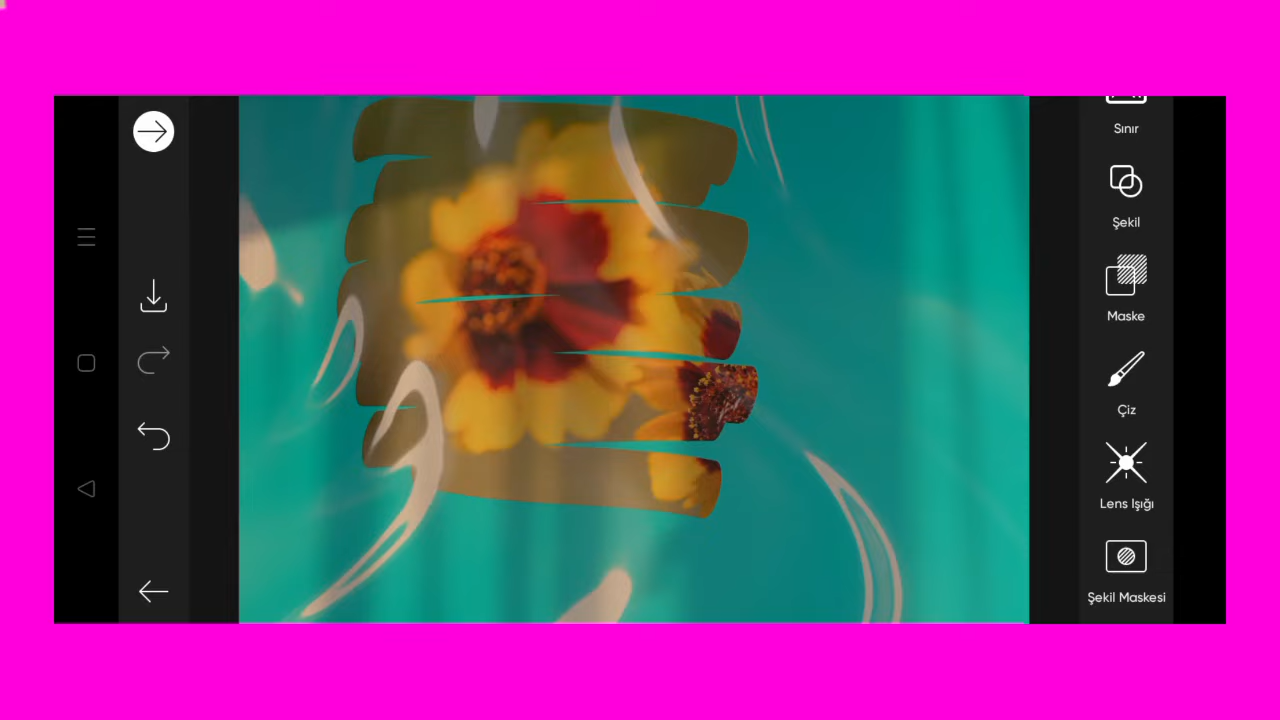 Sınır
Şekil
Maske
Çiz
Lens Işığı
Şekil Maskesi